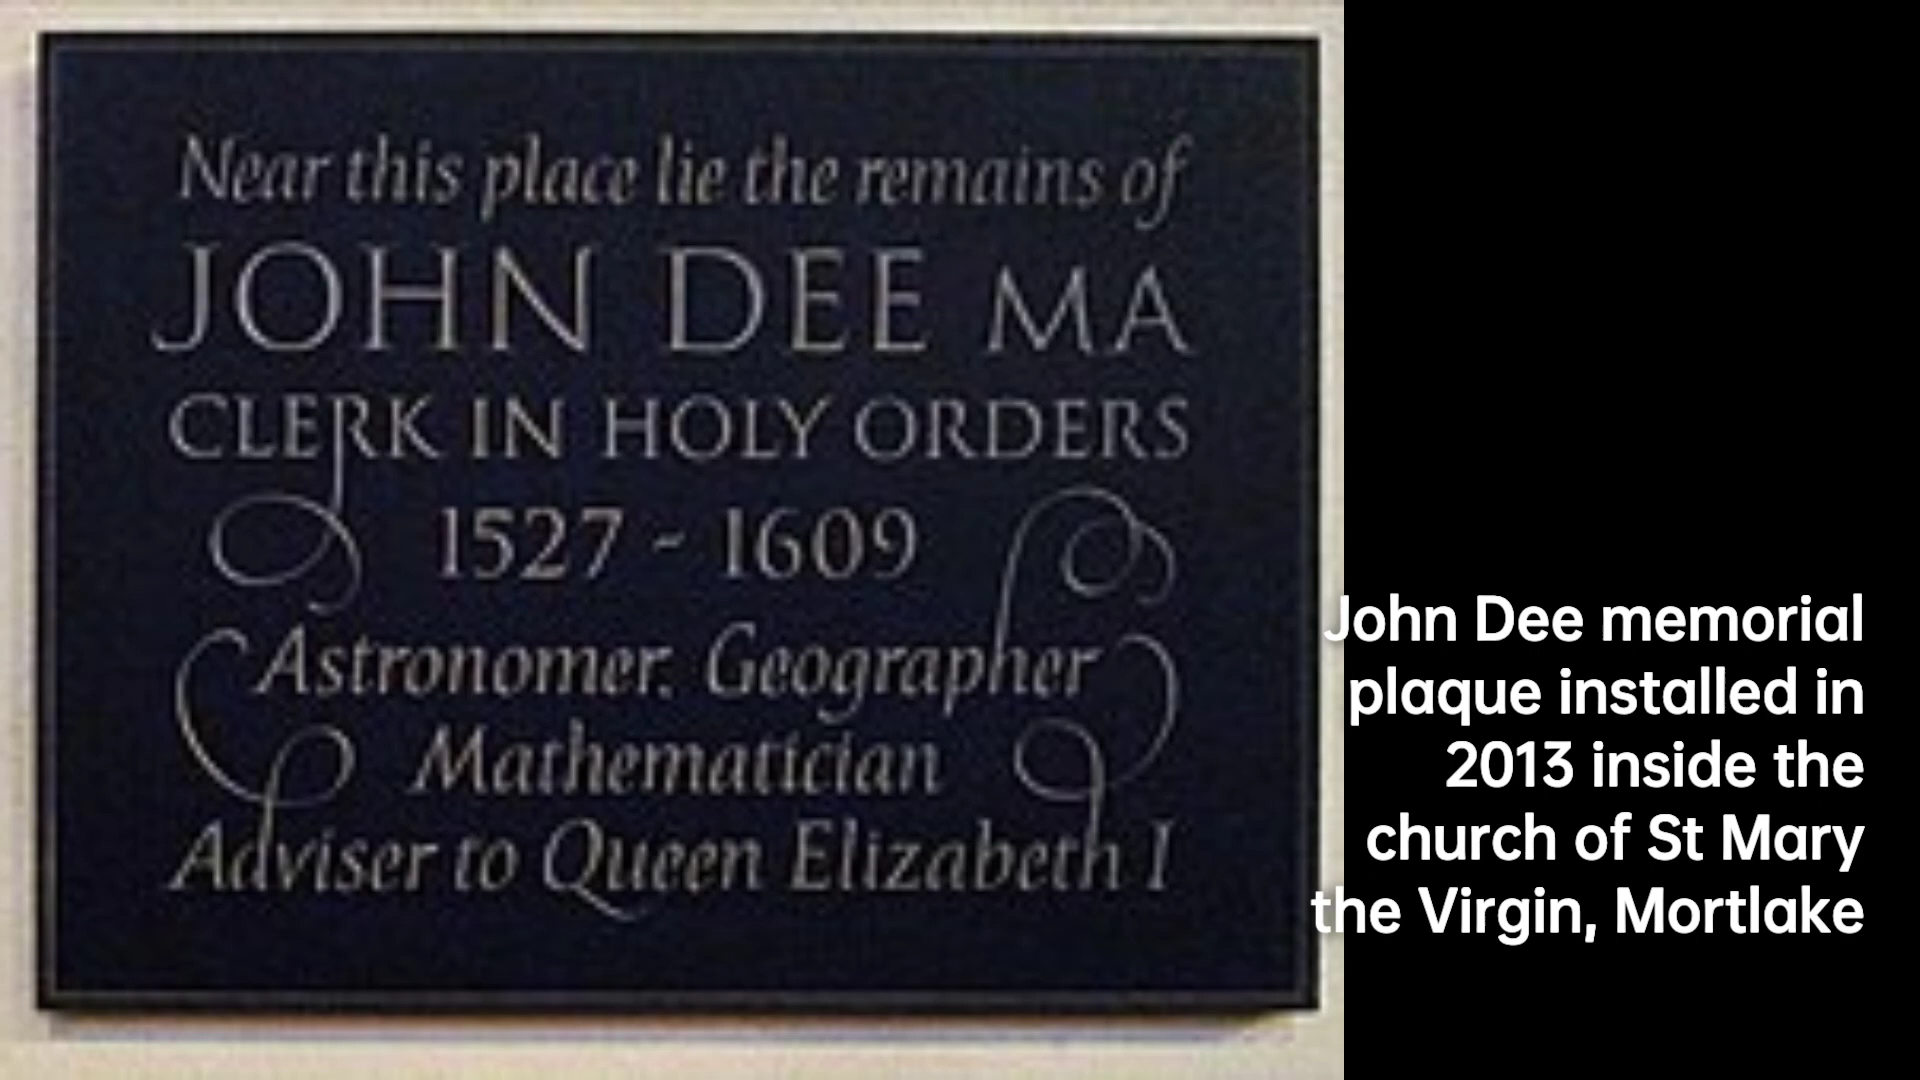 Near this place lie the remains of
JOHN DEE MA
CLERK IN HOLY ORDERS
1527 - 1609
Astronomer. Geographer
Mathematician
Adviser to Queen Elizabeth I
John Dee memorial
plaque installed in
2013 inside the
church of St Mary
the Virgin, Mortlake